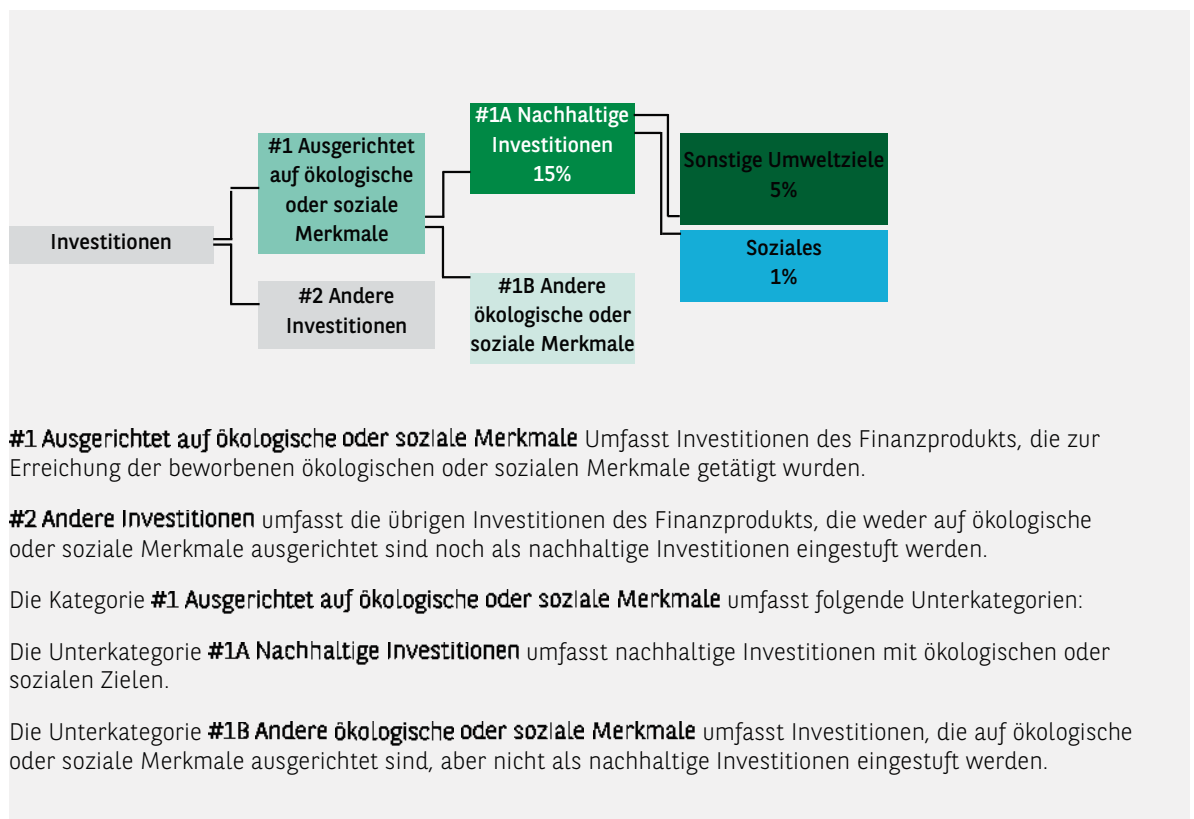 #1A Nachhaltige
Investitionen
15%
#1 Ausgerichtet
auf ökologische
oder soziale
Merkmale
Sonstige Umweltziele
5%
Investitionen
Soziales
1%
#2 Andere
Investitionen
#1B Andere
ökologische oder
soziale Merkmale
#1 Ausgerichtet auf ökologische oder soziale Merkmale Umfasst Investitionen des Finanzprodukts, die zur
Erreichung der beworbenen ökologischen oder sozialen Merkmale getätigt wurden.
#2 Andere Investitionen umfasst die übrigen Investitionen des Finanzprodukts, die weder auf ökologische
oder soziale Merkmale ausgerichtet sind noch als nachhaltige Investitionen eingestuft werden.
Die Kategorie #1 Ausgerichtet auf ökologische oder soziale Merkmale umfasst folgende Unterkategorien:
Die Unterkategorie #1A Nachhaltige Investitionen umfasst nachhaltige Investitionen mit ökologischen oder
sozialen Zielen.
Die Unterkategorie #1B Andere ökologische oder soziale Merkmale umfasst Investitionen, die auf ökologische
oder soziale Merkmale ausgerichtet sind, aber nicht als nachhaltige Investitionen eingestuft werden.